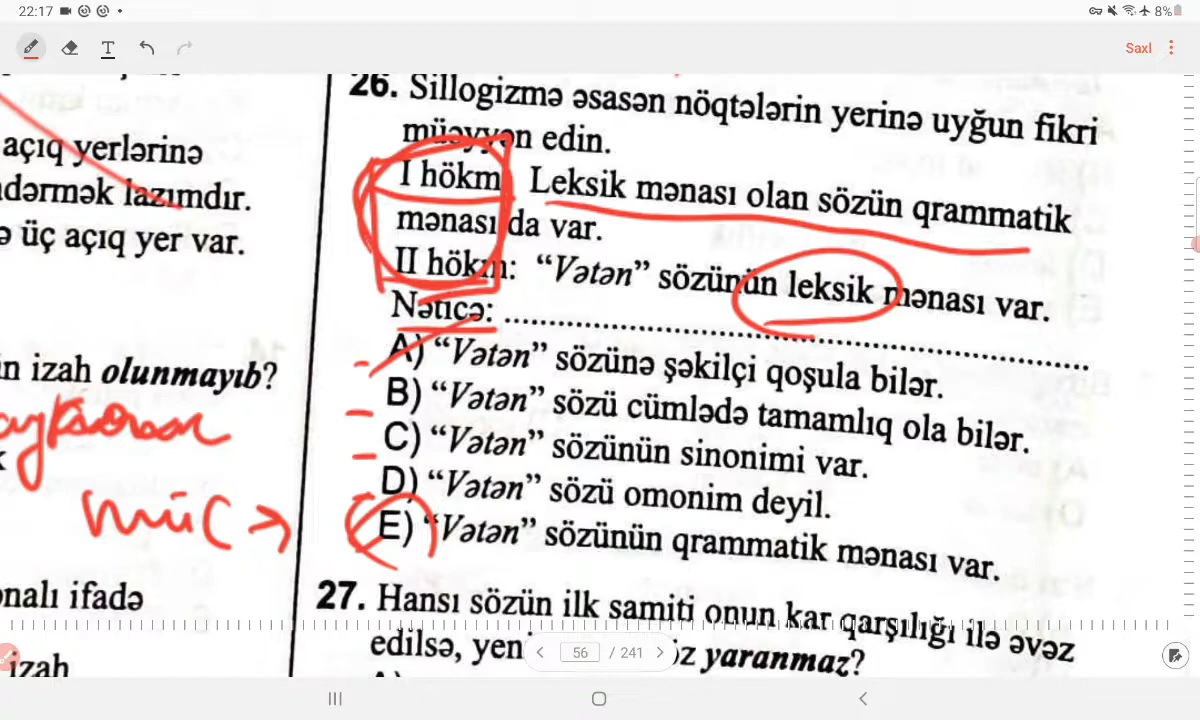 22:17
8%
T
Saxl
açıq yerlərinə
dərmək lazımdır.
ə üç açıq yer var.
n izah olunmayıb?
müc →
nalı ifadə
izah
26. Sillogizmə əsasən nöqtələrin yerinə uyğun fikri
müəyyən edin.
I hökm: Leksik mənası olan sözün qrammatik
mənası da var.
II hökm: “Vətən” sözünün leksik mənası var.
Nəticə: ........................................
A) “Vətən” sözünə şəkilçi qoşula bilər.
B) “Vətən” sözü cümlədə tamamlıq ola bilər.
C) “Vətən” sözünün sinonimi var.
D) “Vətən” sözü omonim deyil.
E) “Vətən” sözünün qrammatik mənası var.
27. Hansı sözün ilk samiti onun kar qarşılığı ilə əvəz
edilsə, yen
z yaranmaz?
56 / 241